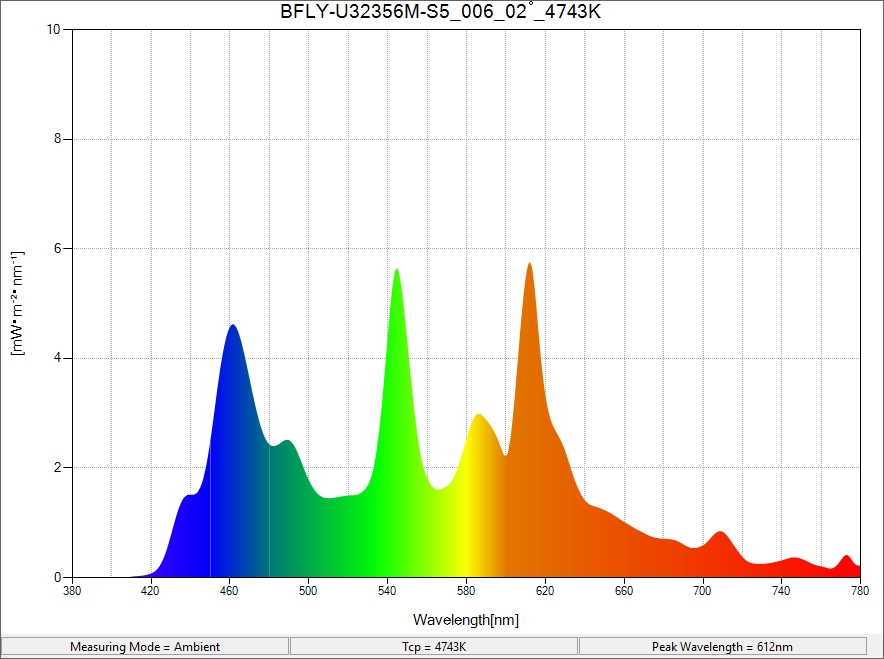 BFLY-U32356M-S5_006_02°_4743K
10
8
6
4
2
0
[mW•m⁻²•nm⁻¹]
380 420 460 500 540 580 620 660 700 740 780
Wavelength[nm]
Measuring Mode = Ambient Tcp = 4743K Peak Wavelength = 612nm